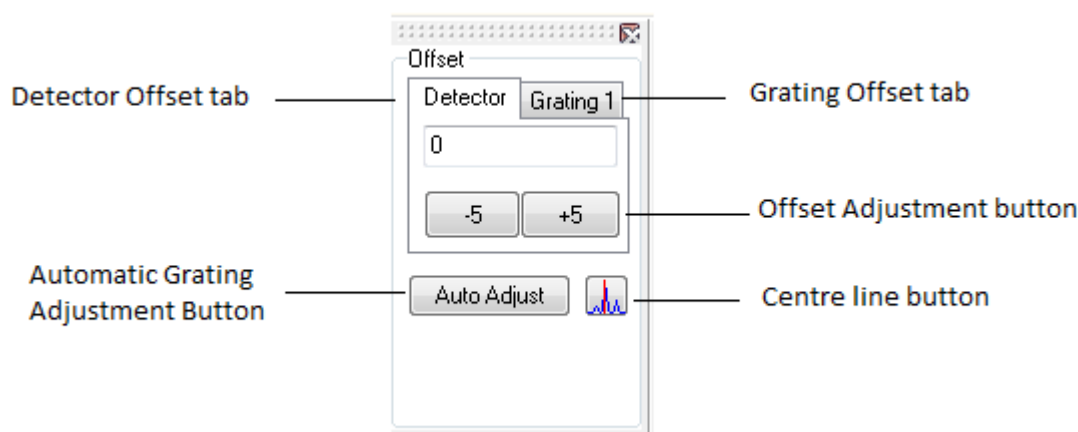 Offset
Detector Offset tab
Detector
Grating 1
Grating Offset tab
0
-5
+5
Offset Adjustment button
Automatic Grating
Adjustment Button
Auto Adjust
Centre line button